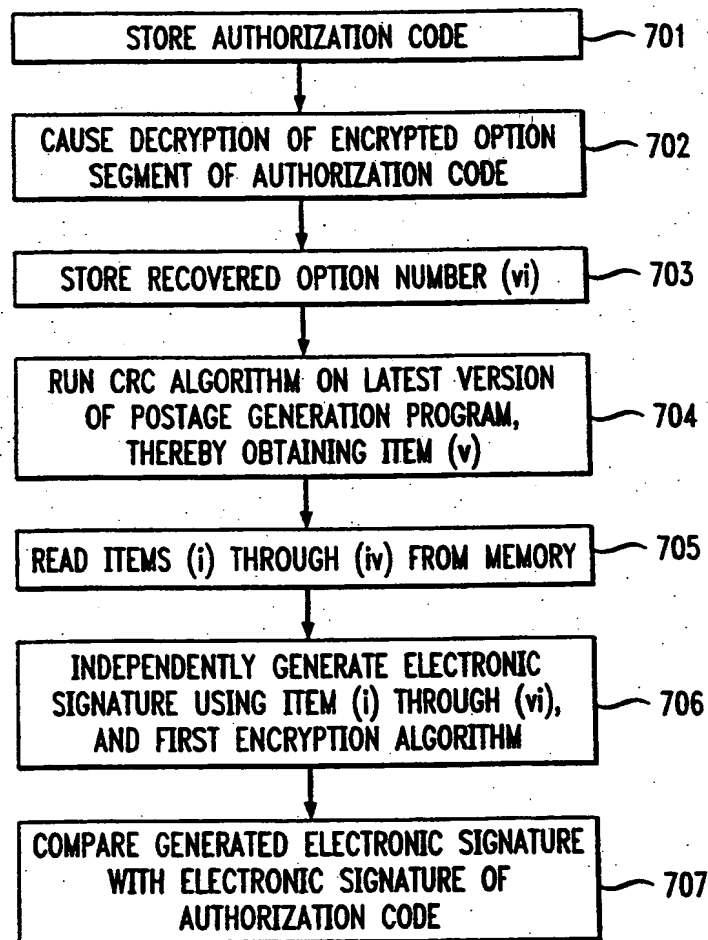 STORE AUTHORIZATION CODE 701
CAUSE DECRYPTION OF ENCRYPTED OPTION
SEGMENT OF AUTHORIZATION CODE 702
STORE RECOVERED OPTION NUMBER (vi) 703
RUN CRC ALGORITHM ON LATEST VERSION
OF POSTAGE GENERATION PROGRAM, 704
THEREBY OBTAINING ITEM (v)
READ ITEMS (i) THROUGH (iv) FROM MEMORY 705
INDEPENDENTLY GENERATE ELECTRONIC
SIGNATURE USING ITEM (i) THROUGH (vi), 706
AND FIRST ENCRYPTION ALGORITHM
COMPARE GENERATED ELECTRONIC SIGNATURE
WITH ELECTRONIC SIGNATURE OF 707
AUTHORIZATION CODE